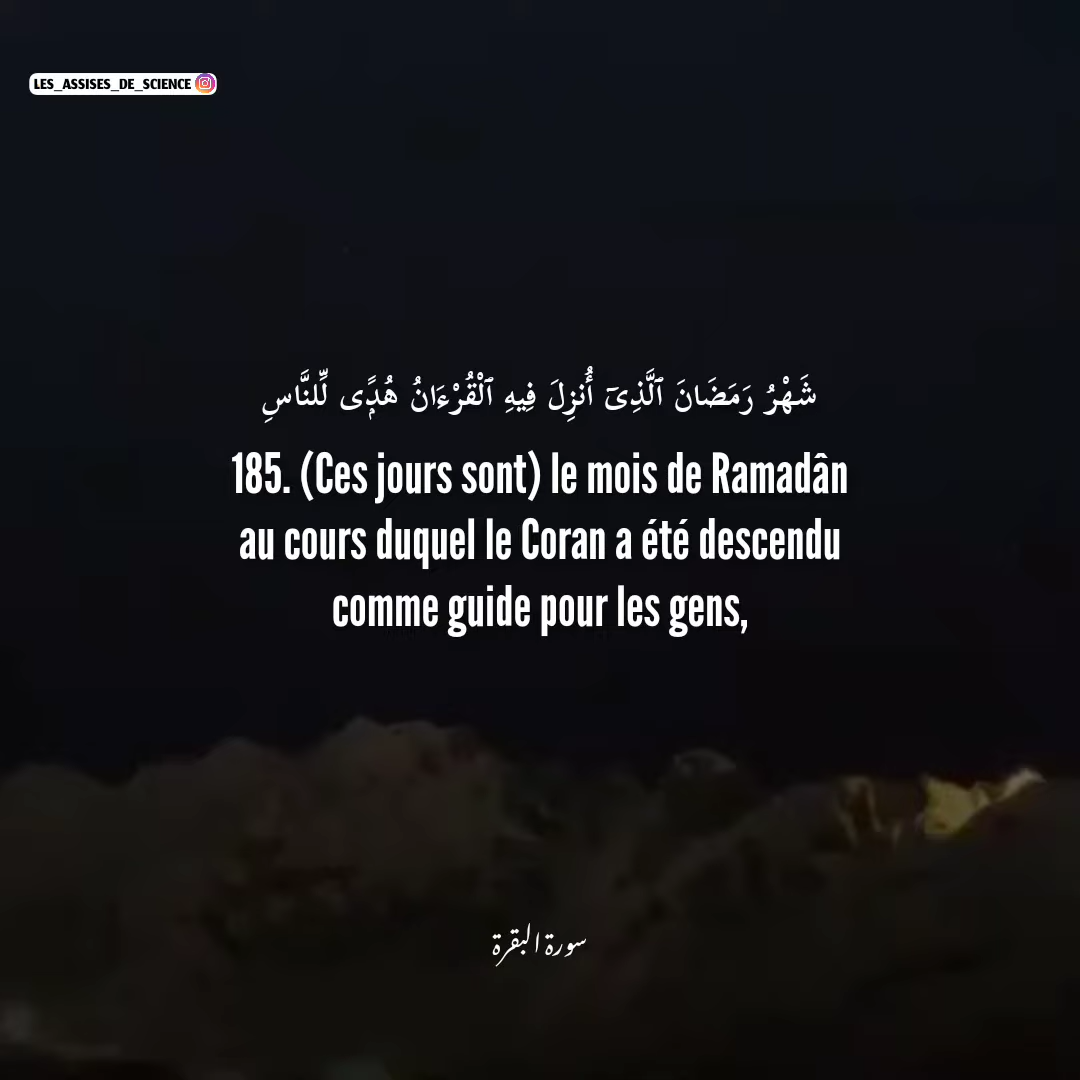 LES_ASSISES_DE_SCIENCE
شَهْرُ رَمَضَانَ ٱلَّذِىٓ أُنزِلَ فِيهِ ٱلْقُرْءَانُ هُدًۭى لِّلنَّاسِ
185. (Ces jours sont) le mois de Ramadân
au cours duquel le Coran a été descendu
comme guide pour les gens,
سورة البقرة